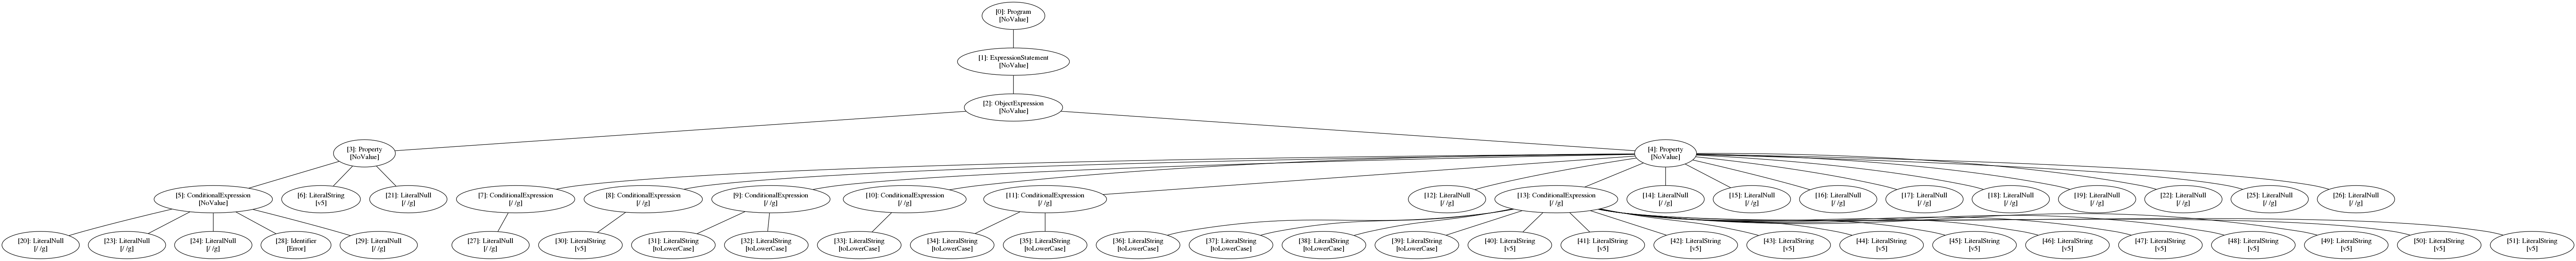 [0]: Program
[NoValue]
[1]: ExpressionStatement
[NoValue]
[2]: ObjectExpression
[NoValue]
[3]: Property
[NoValue]
[4]: Property
[NoValue]
[5]: ConditionalExpression
[NoValue]
[6]: LiteralString
[v5]
[21]: LiteralNull
[/ /g]
[7]: ConditionalExpression
[/ /g]
[8]: ConditionalExpression
[/ /g]
[9]: ConditionalExpression
[/ /g]
[10]: ConditionalExpression
[/ /g]
[11]: ConditionalExpression
[/ /g]
[12]: LiteralNull
[/ /g]
[13]: ConditionalExpression
[/ /g]
[14]: LiteralNull
[/ /g]
[15]: LiteralNull
[/ /g]
[16]: LiteralNull
[/ /g]
[17]: LiteralNull
[/ /g]
[18]: LiteralNull
[/ /g]
[19]: LiteralNull
[/ /g]
[22]: LiteralNull
[/ /g]
[25]: LiteralNull
[/ /g]
[26]: LiteralNull
[/ /g]
[20]: LiteralNull
[/ /g]
[23]: LiteralNull
[/ /g]
[24]: LiteralNull
[/ /g]
[28]: Identifier
[Error]
[29]: LiteralNull
[/ /g]
[27]: LiteralNull
[/ /g]
[30]: LiteralString
[v5]
[31]: LiteralString
[toLowerCase]
[32]: LiteralString
[toLowerCase]
[33]: LiteralString
[toLowerCase]
[34]: LiteralString
[toLowerCase]
[35]: LiteralString
[toLowerCase]
[36]: LiteralString
[toLowerCase]
[37]: LiteralString
[toLowerCase]
[38]: LiteralString
[toLowerCase]
[39]: LiteralString
[toLowerCase]
[40]: LiteralString
[v5]
[41]: LiteralString
[v5]
[42]: LiteralString
[v5]
[43]: LiteralString
[v5]
[44]: LiteralString
[v5]
[45]: LiteralString
[v5]
[46]: LiteralString
[v5]
[47]: LiteralString
[v5]
[48]: LiteralString
[v5]
[49]: LiteralString
[v5]
[50]: LiteralString
[v5]
[51]: LiteralString
[v5]